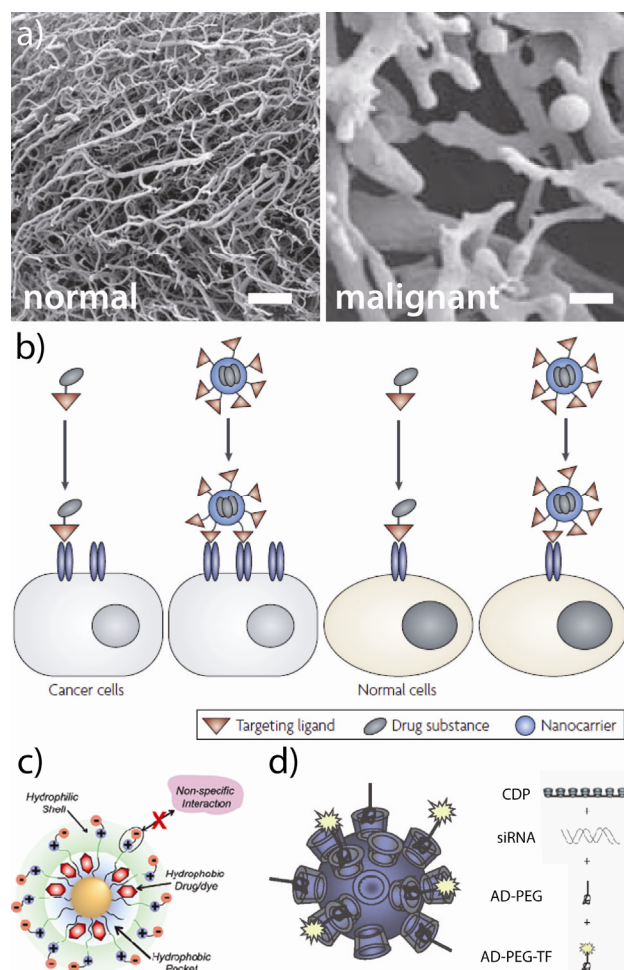 a)
normal
malignant
b)
Cancer cells
Normal cells
Targeting ligand
Drug substance
Nanocarrier
c)
Hydrophilic
Shell
Non-specific
Interaction
X
Hydrophobic
Drug/dye
Hydrophobic
Pocket
d)
CDP
+
siRNA
+
AD-PEG
+
AD-PEG-TF